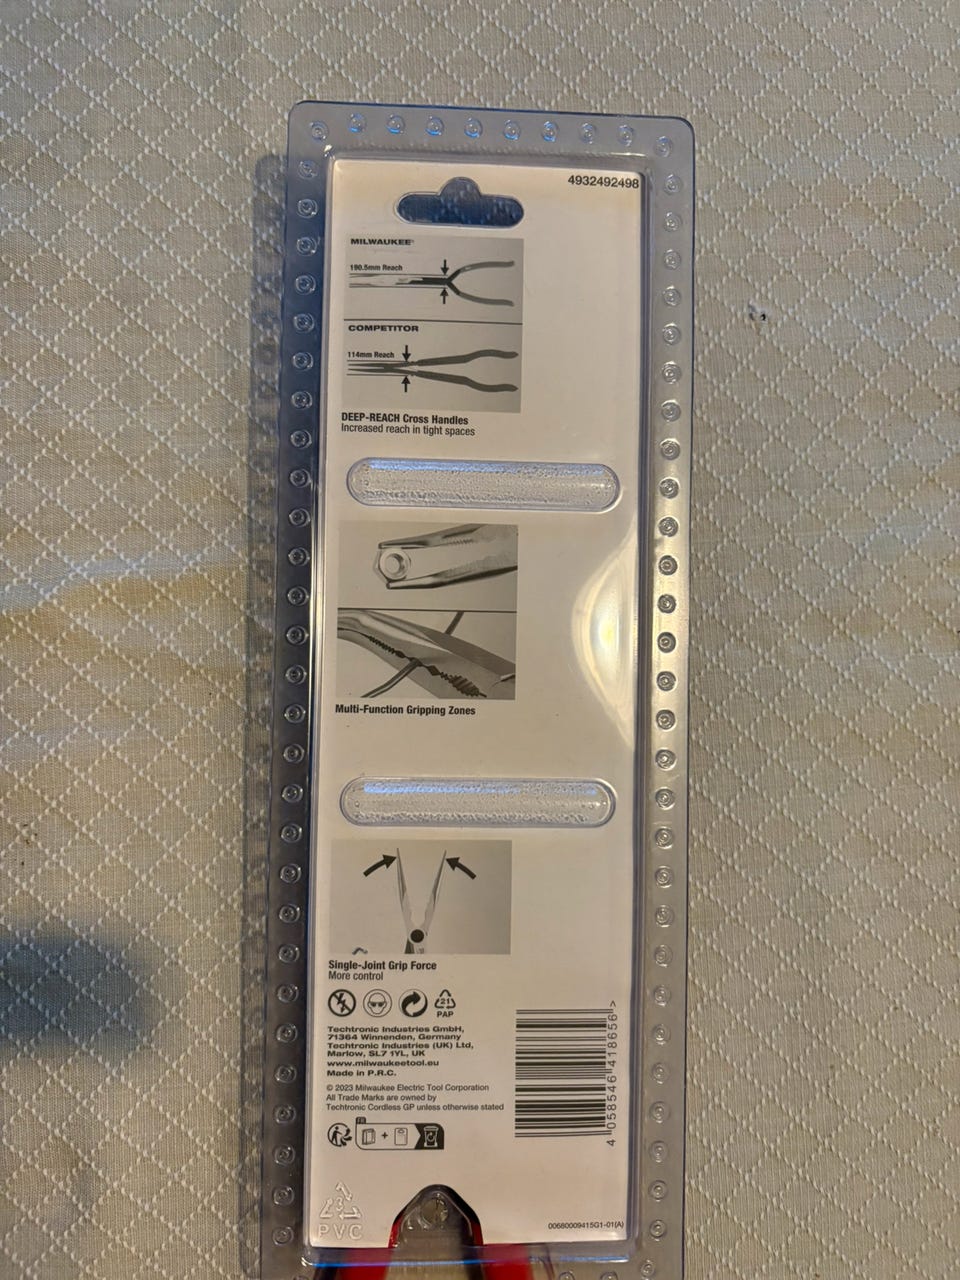 4932492498
MILWAUKEE®
190.5mm Reach
COMPETITOR
114mm Reach
DEEP-REACH Cross Handles
Increased reach in tight spaces
Multi-Function Gripping Zones
Single-Joint Grip Force
More control
21
PAP
Techtronic Industries GmbH,
71364 Winnenden, Germany
Techtronic Industries (UK) Ltd,
Marlow, SL7 1YL, UK
www.milwaukeetool.eu
Made in P.R.C.
© 2023 Milwaukee Electric Tool Corporation
All Trade Marks are owned by
Techtronic Cordless GP unless otherwise stated
FR
+
4 058546 418656 >
3
PVC
00680009415G1-01(A)